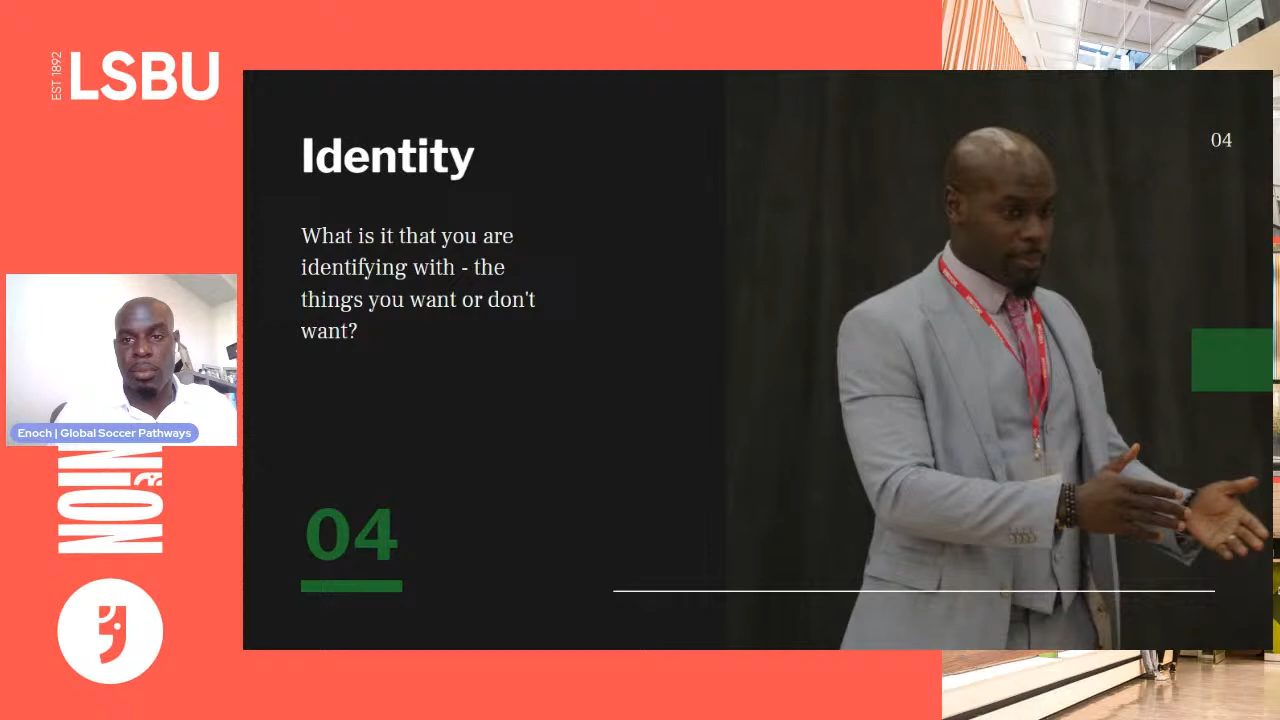 EST 1892
LSBU
Identity
04
What is it that you are
identifying with - the
things you want or don't
want?
Enoch | Global Soccer Pathways
NION
04